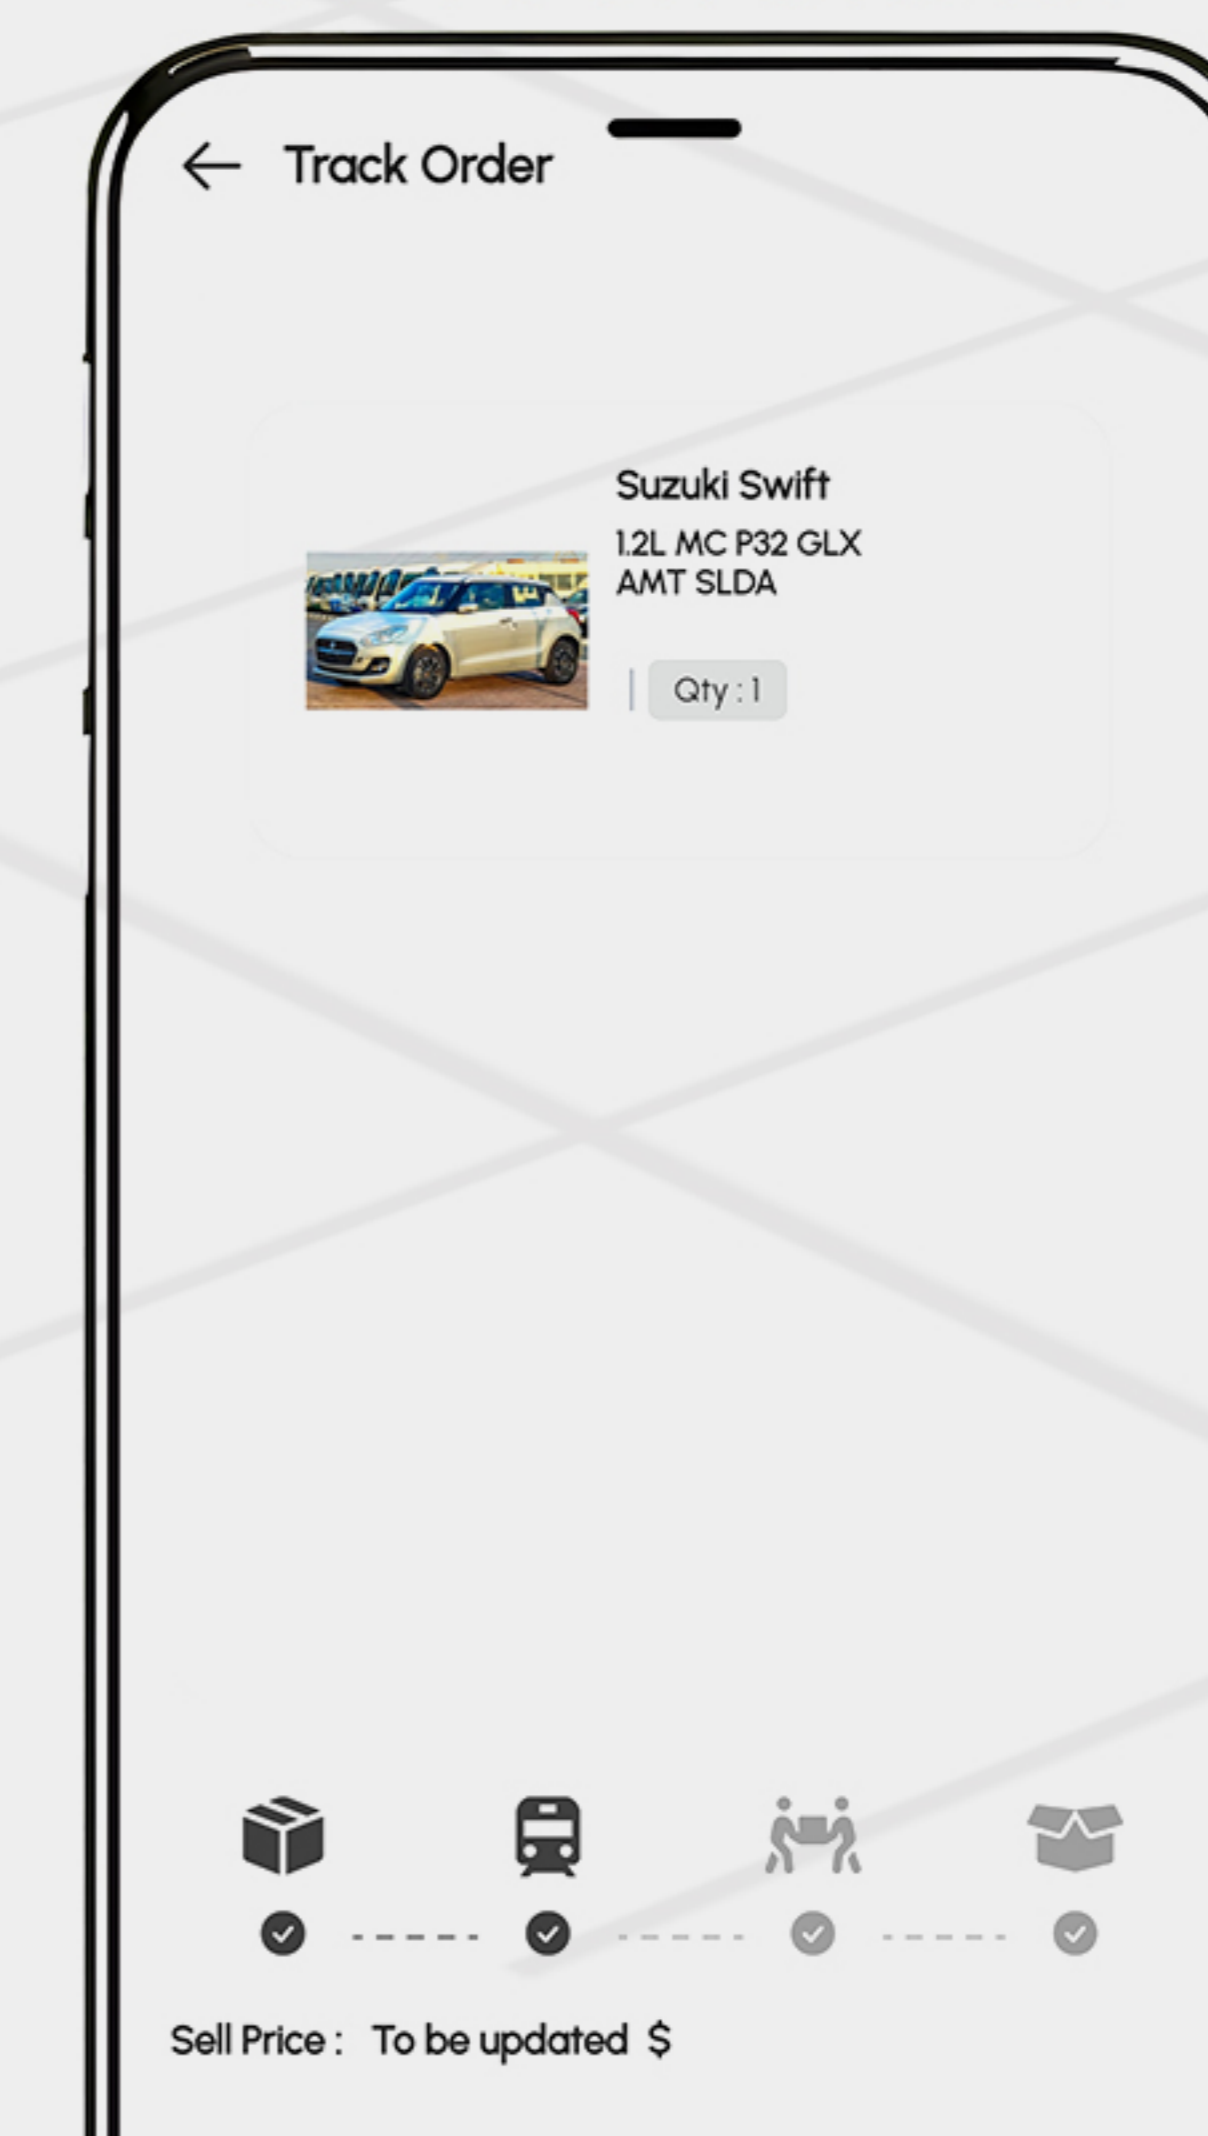 Track Order
Suzuki Swift
1.2L MC P32 GLX
AMT SLDA
| Qty : 1
Sell Price : To be updated $